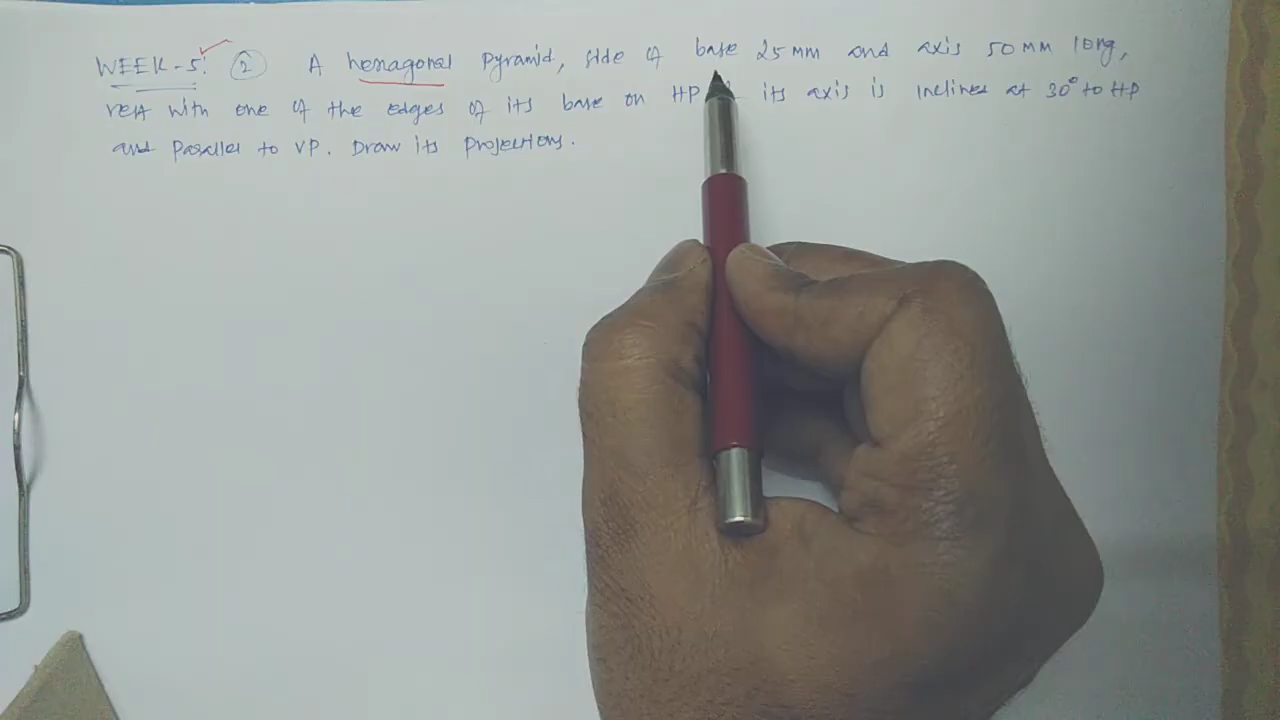 WEEK-5: 2 A hexagonal pyramid, side of base 25 mm and axis 50 mm long,
rest with one of the edges of its base on HP its axis is inclined at 30° to HP
and parallel to VP. Draw its projections.